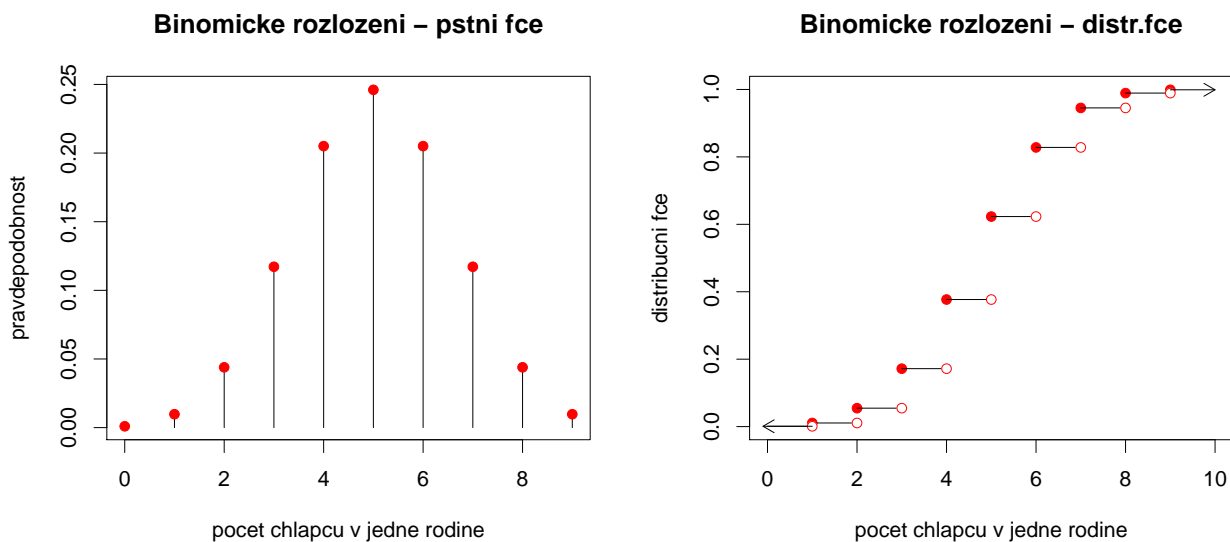 Binomicke rozlozeni – pstni fce
pravdepodobnost
0.00 0.05 0.10 0.15 0.20 0.25
0 2 4 6 8
pocet chlapcu v jedne rodine
Binomicke rozlozeni – distr.fce
distribucni fce
0.0 0.2 0.4 0.6 0.8 1.0
0 2 4 6 8 10
pocet chlapcu v jedne rodine